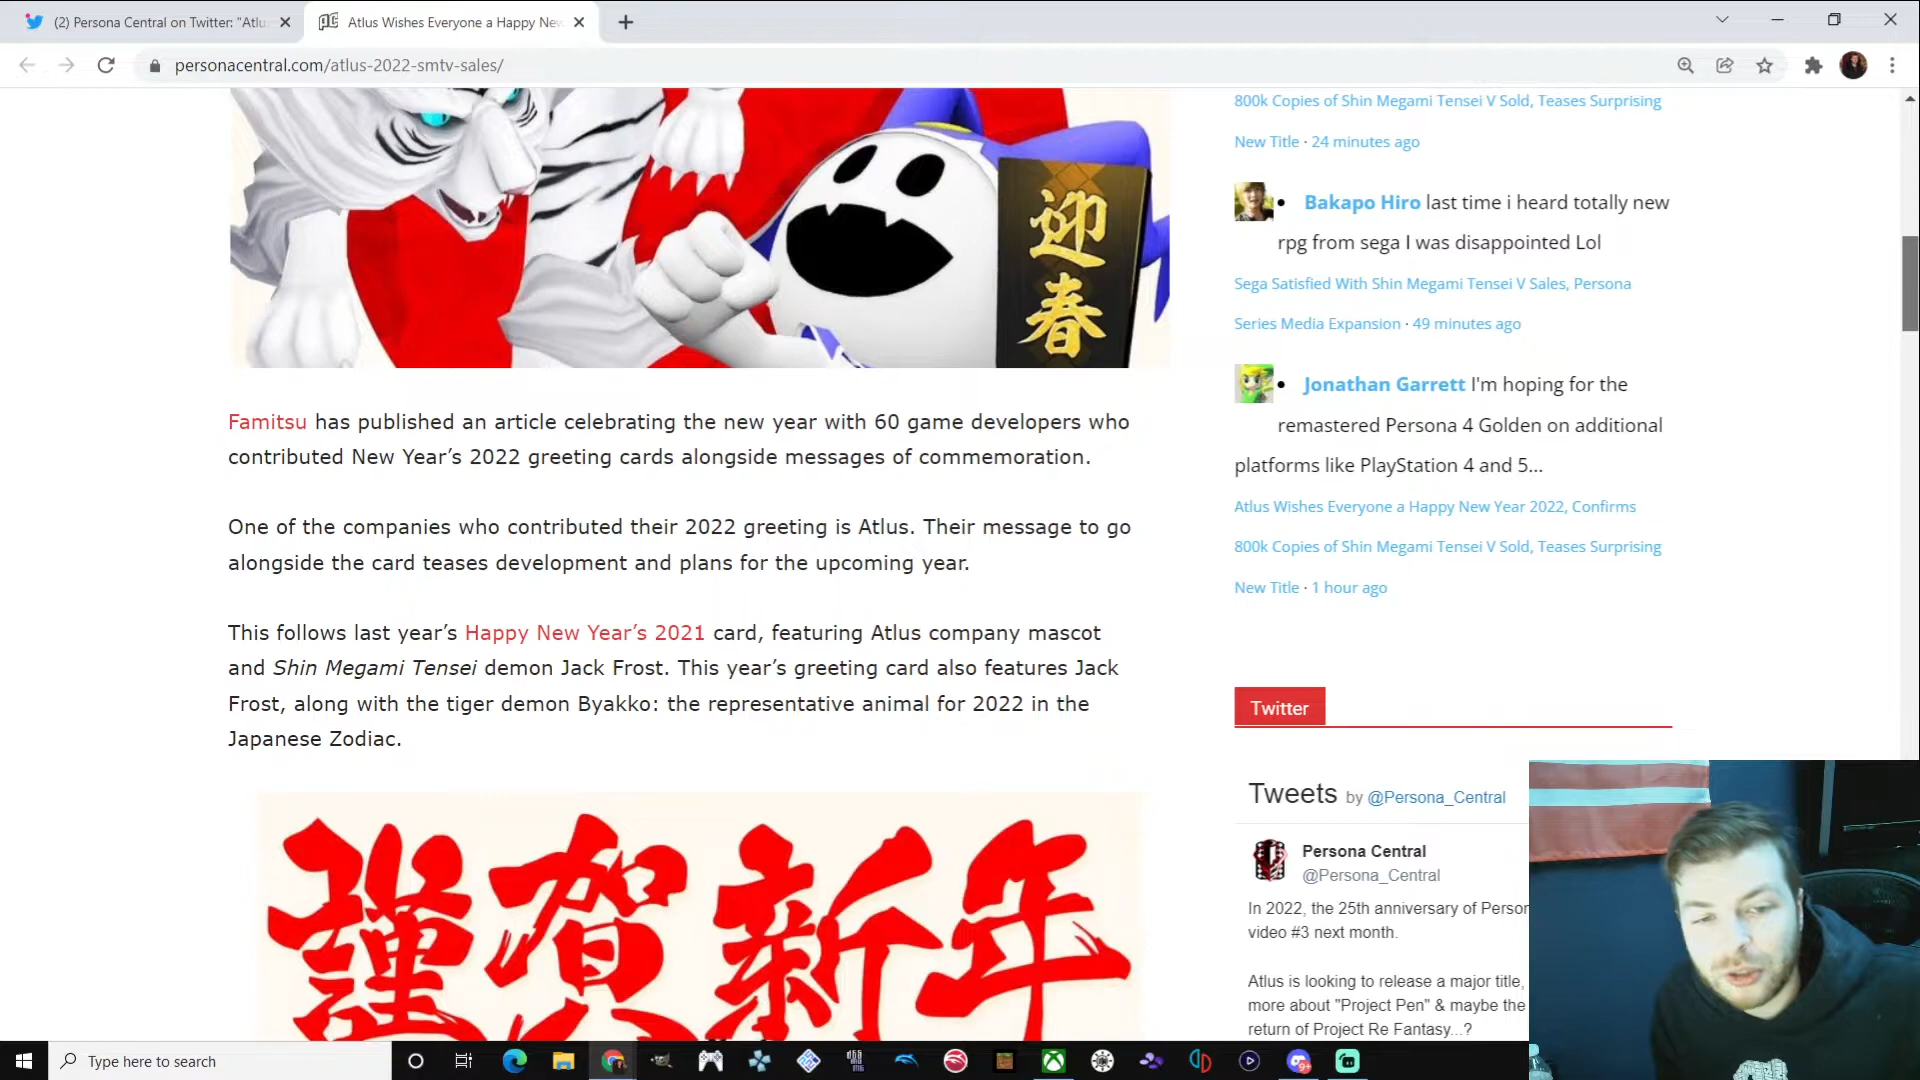 (2) Persona Central on Twitter: "Atlu
Atlus Wishes Everyone a Happy New
personacentral.com/atlus-2022-smtv-sales/
迎春
Famitsu has published an article celebrating the new year with 60 game developers who
contributed New Year’s 2022 greeting cards alongside messages of commemoration.
One of the companies who contributed their 2022 greeting is Atlus. Their message to go
alongside the card teases development and plans for the upcoming year.
This follows last year’s Happy New Year’s 2021 card, featuring Atlus company mascot
and Shin Megami Tensei demon Jack Frost. This year’s greeting card also features Jack
Frost, along with the tiger demon Byakko: the representative animal for 2022 in the
Japanese Zodiac.
謹賀新年
800k Copies of Shin Megami Tensei V Sold, Teases Surprising
New Title · 24 minutes ago
Bakapo Hiro last time i heard totally new
rpg from sega I was disappointed Lol
Sega Satisfied With Shin Megami Tensei V Sales, Persona
Series Media Expansion · 49 minutes ago
Jonathan Garrett I'm hoping for the
remastered Persona 4 Golden on additional
platforms like PlayStation 4 and 5...
Atlus Wishes Everyone a Happy New Year 2022, Confirms
800k Copies of Shin Megami Tensei V Sold, Teases Surprising
New Title · 1 hour ago
Twitter
Tweets by @Persona_Central
Persona Central
@Persona_Central
In 2022, the 25th anniversary of Person
video #3 next month.
Atlus is looking to release a major title,
more about "Project Pen" & maybe the
return of Project Re Fantasy...?
Type here to search